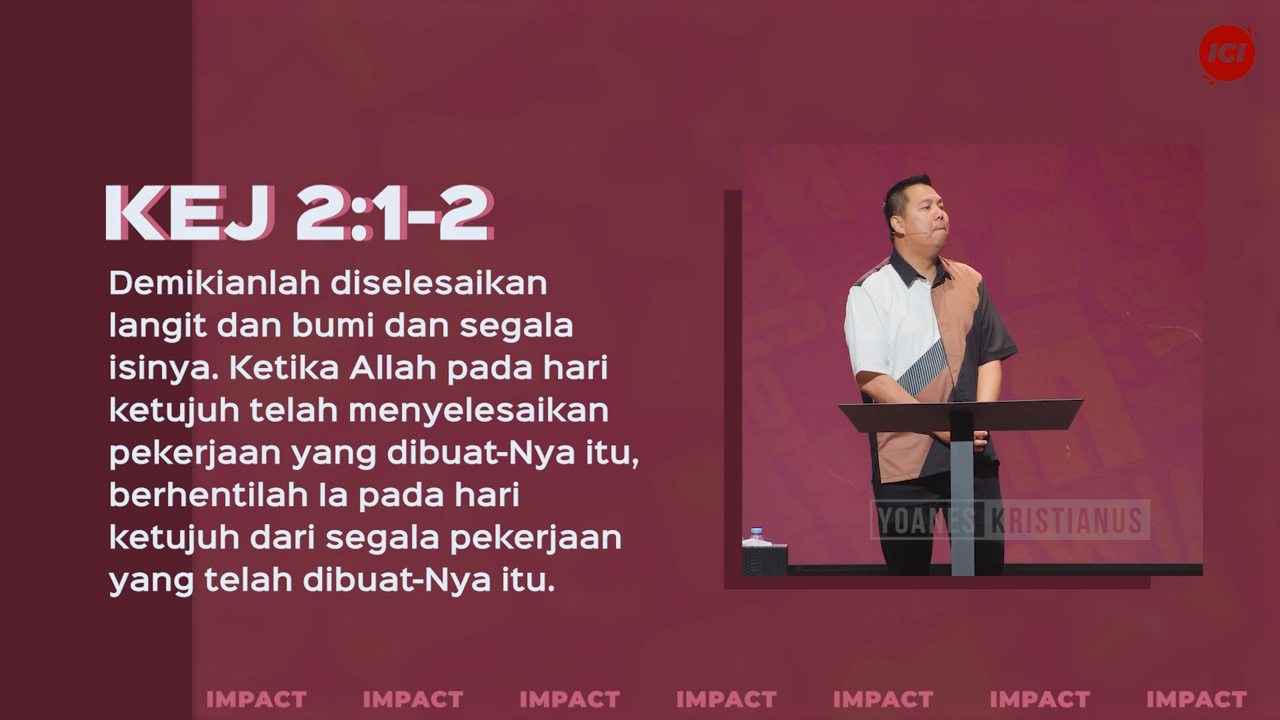 ICI
KEJ 2:1-2
Demikianlah diselesaikan
langit dan bumi dan segala
isinya. Ketika Allah pada hari
ketujuh telah menyelesaikan
pekerjaan yang dibuat-Nya itu,
berhentilah Ia pada hari
ketujuh dari segala pekerjaan
yang telah dibuat-Nya itu.
YOANES KRISTIANUS
IMPACT IMPACT IMPACT IMPACT IMPACT IMPACT IMPACT